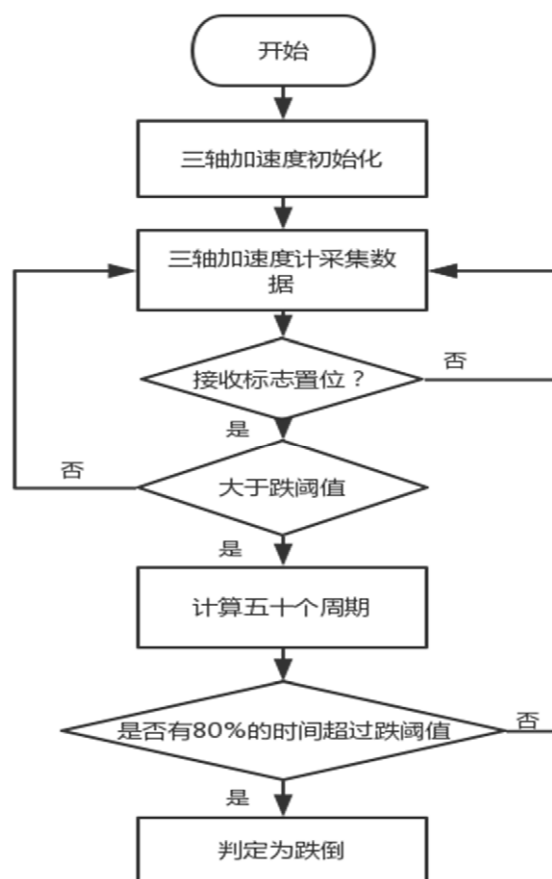 开始
三轴加速度初始化
三轴加速度计采集数
据
接收标志置位？
否
是
否
大于跌阈值
是
计算五十个周期
是否有80%的时间超过跌阈值
否
是
判定为跌倒